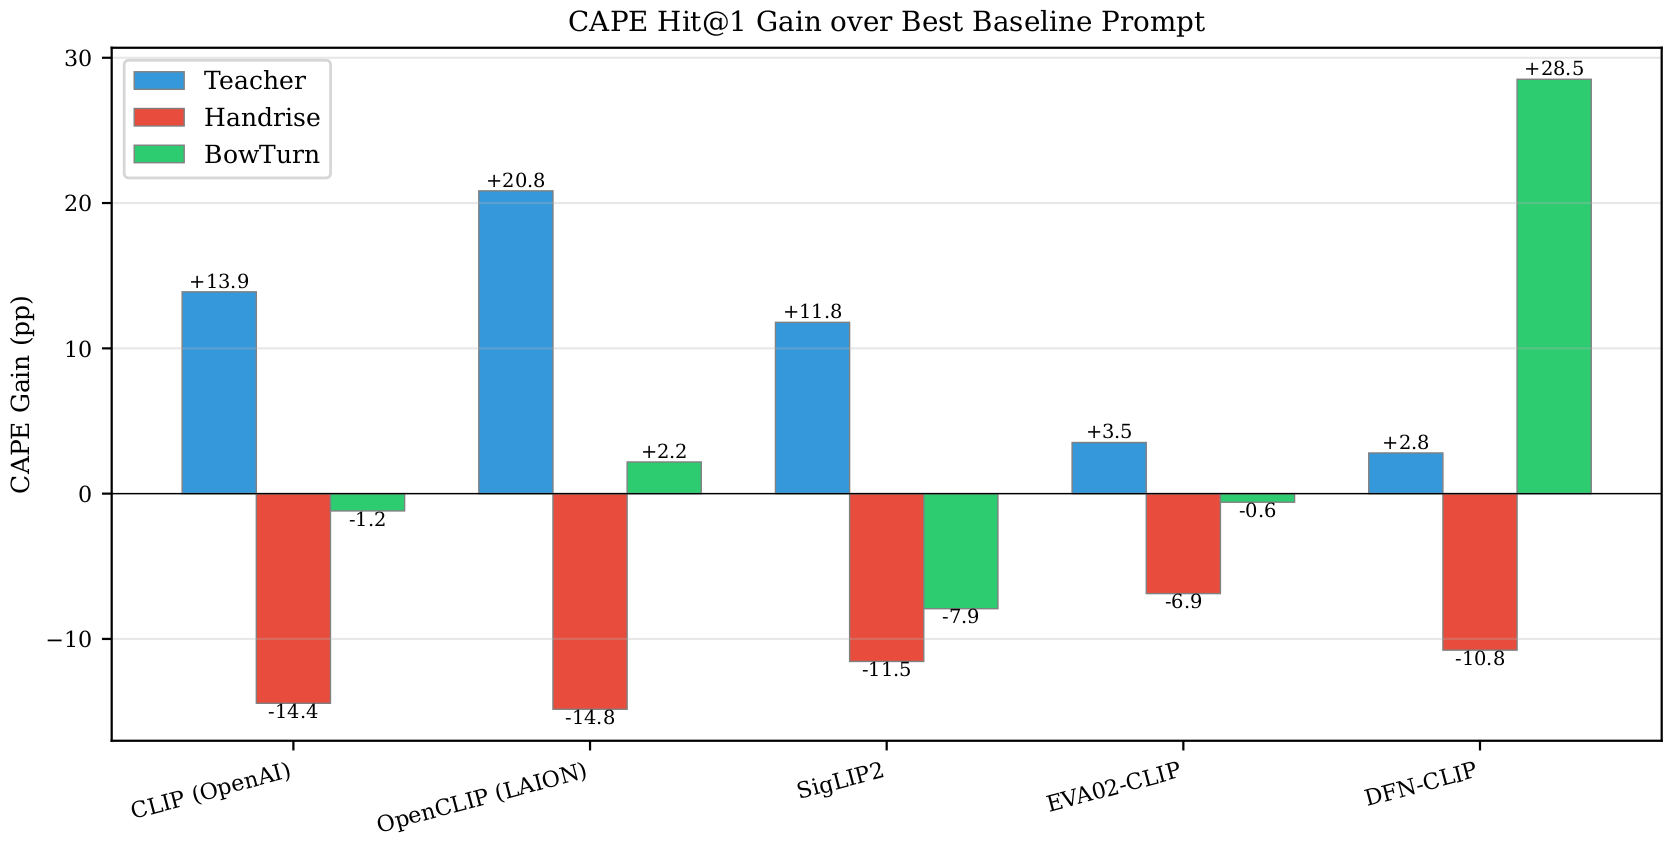 CAPE Hit@1 Gain over Best Baseline Prompt
CAPE Gain (pp)
30
20
10
0
−10
Teacher
Handrise
BowTurn
+13.9
-14.4
-1.2
+20.8
-14.8
+2.2
+11.8
-11.5
-7.9
+3.5
-6.9
-0.6
+2.8
-10.8
+28.5
CLIP (OpenAI)
OpenCLIP (LAION)
SigLIP2
EVA02-CLIP
DFN-CLIP